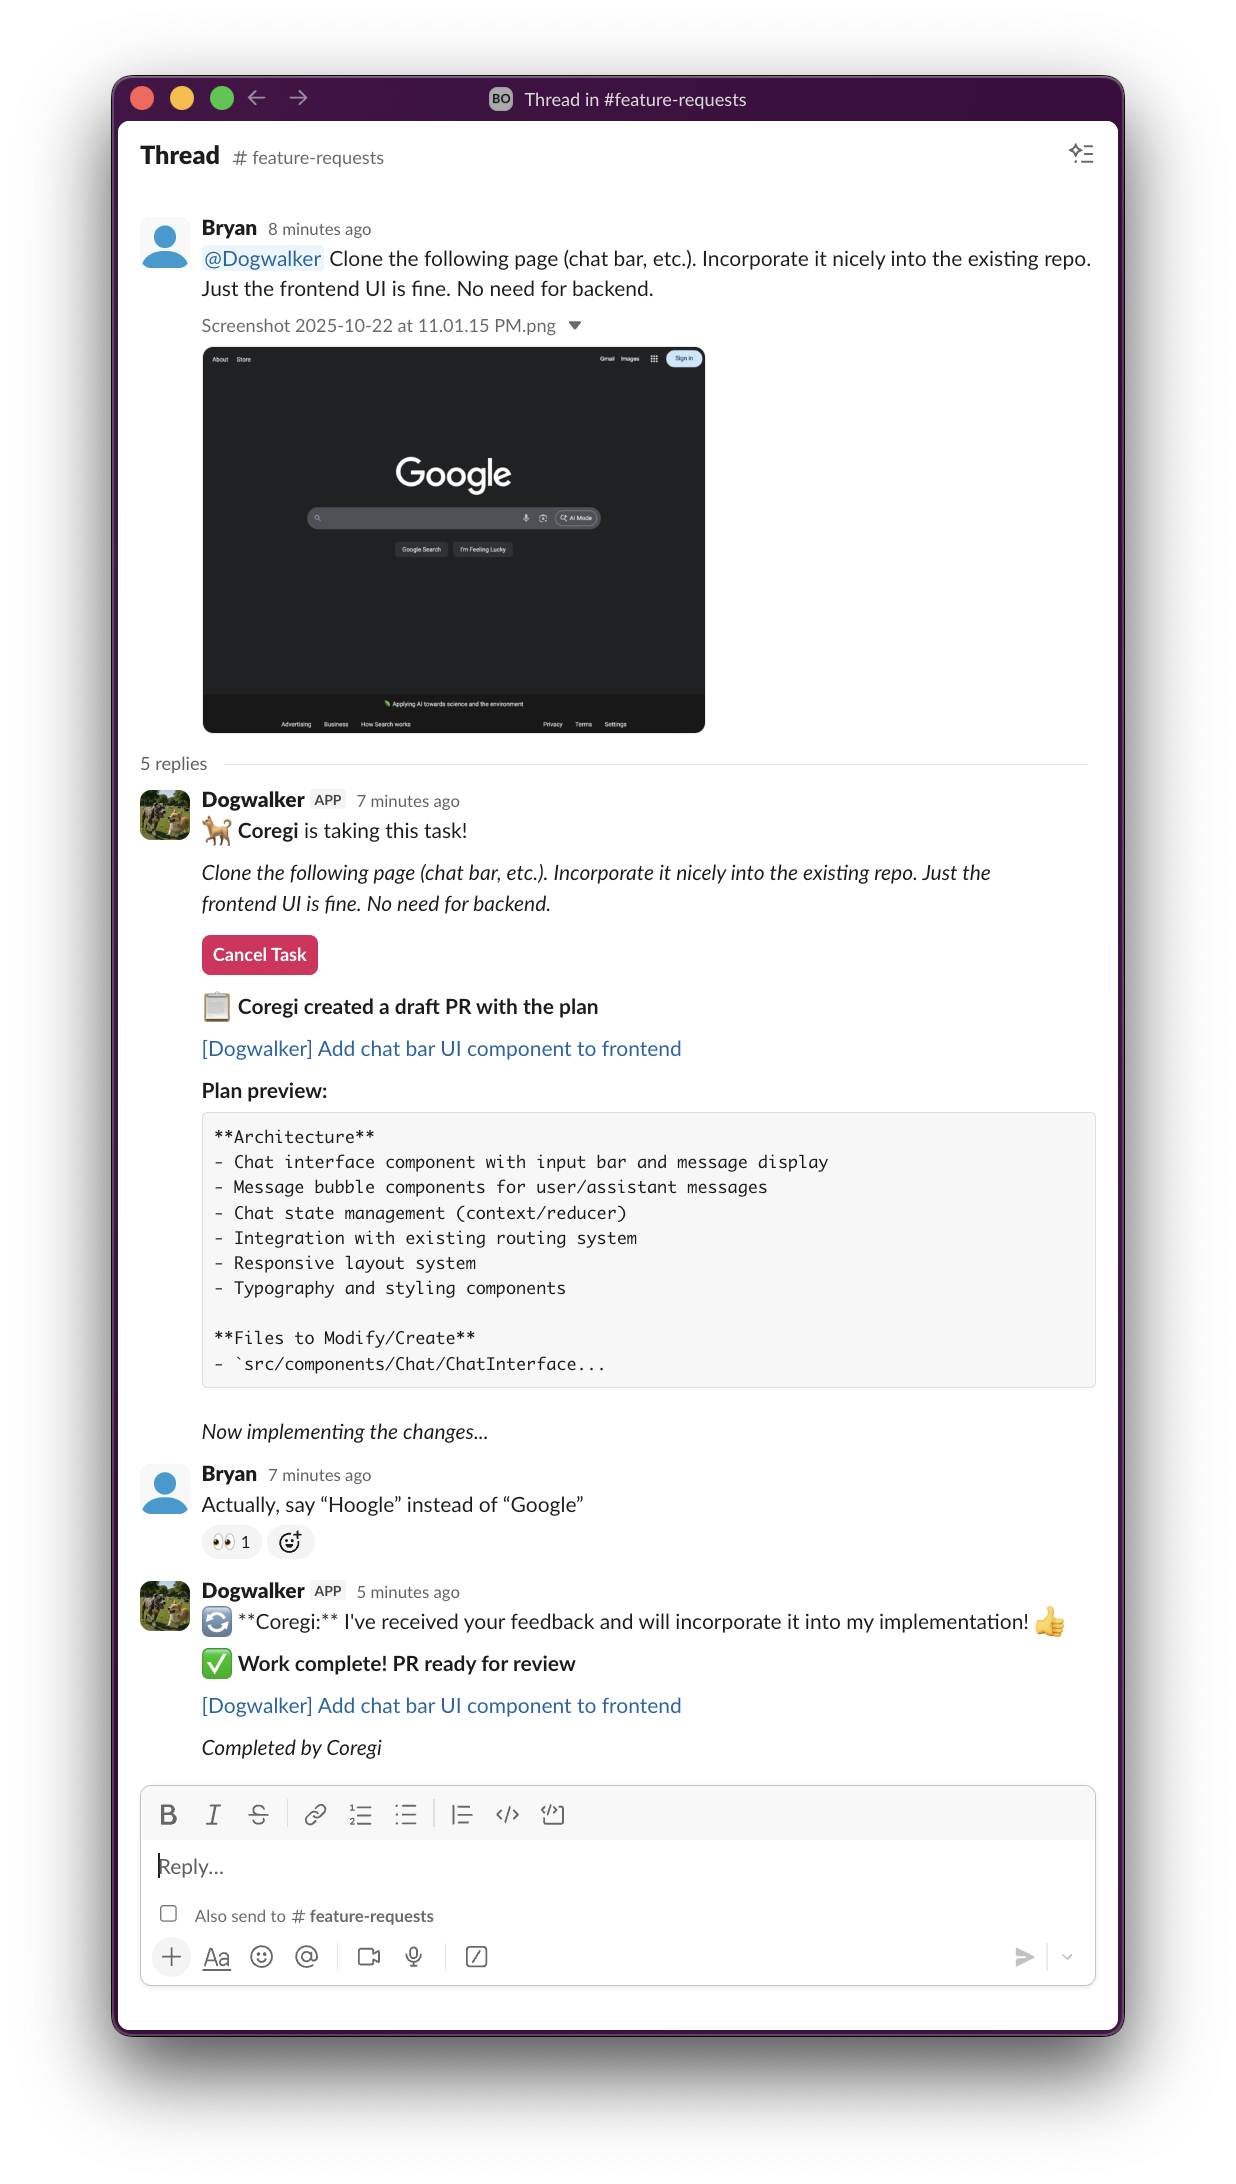 BO Thread in #feature-requests
Thread # feature-requests
Bryan 8 minutes ago
@Dogwalker Clone the following page (chat bar, etc.). Incorporate it nicely into the existing repo.
Just the frontend UI is fine. No need for backend.
Screenshot 2025-10-22 at 11.01.15 PM.png
About Store Gmail Images Sign in
Google
AI Mode
Google Search I'm Feeling Lucky
Applying AI towards science and the environment
Advertising Business How Search works Privacy Terms Settings
5 replies
Dogwalker APP 7 minutes ago
Coregi is taking this task!
Clone the following page (chat bar, etc.). Incorporate it nicely into the existing repo. Just the
frontend UI is fine. No need for backend.
Cancel Task
Coregi created a draft PR with the plan
[Dogwalker] Add chat bar UI component to frontend
Plan preview:
**Architecture**
- Chat interface component with input bar and message display
- Message bubble components for user/assistant messages
- Chat state management (context/reducer)
- Integration with existing routing system
- Responsive layout system
- Typography and styling components
**Files to Modify/Create**
- `src/components/Chat/ChatInterface...
Now implementing the changes...
Bryan 7 minutes ago
Actually, say “Hoogle” instead of “Google”
1
Dogwalker APP 5 minutes ago
**Coregi:** I've received your feedback and will incorporate it into my implementation!
Work complete! PR ready for review
[Dogwalker] Add chat bar UI component to frontend
Completed by Coregi
Reply...
Also send to # feature-requests
Aa